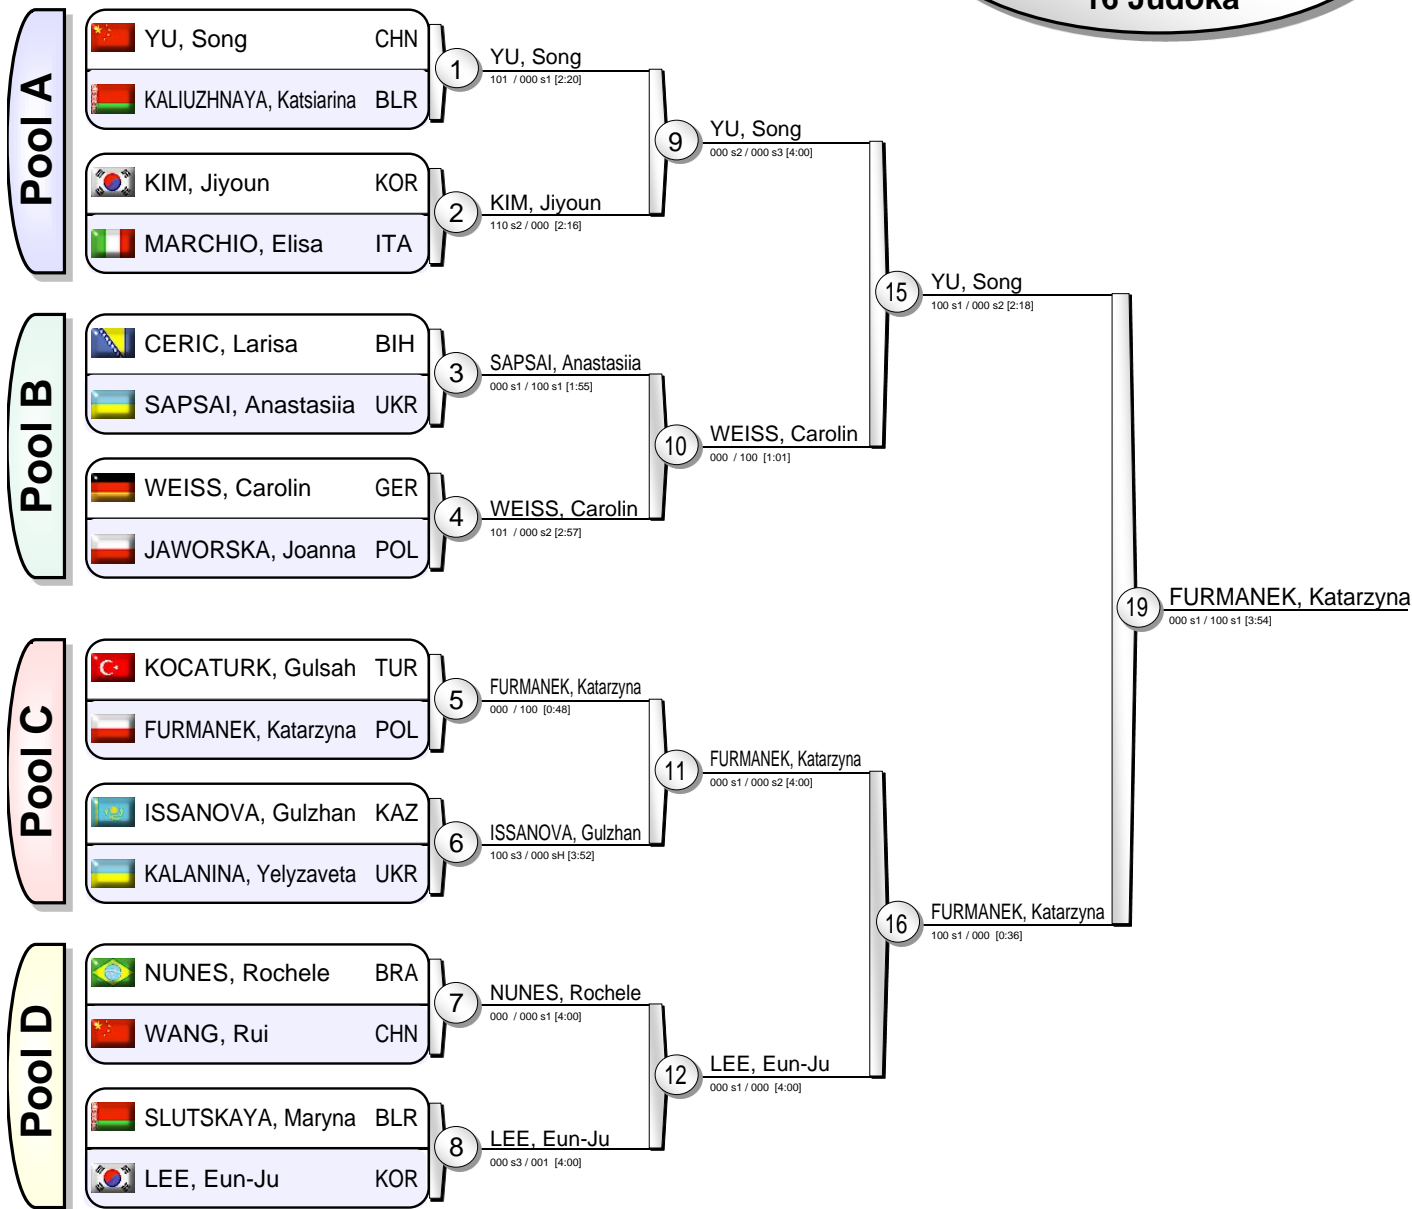 16 Judoka
Pool A
YU, Song CHN
KALIUZHNAYA, Katsiarina BLR
KIM, Jiyoun KOR
MARCHIO, Elisa ITA
1
YU, Song
101 / 000 s1 [2:20]
2
KIM, Jiyoun
110 s2 / 000 [2:16]
9
YU, Song
000 s2 / 000 s3 [4:00]
Pool B
CERIC, Larisa BIH
SAPSAI, Anastasiia UKR
WEISS, Carolin GER
JAWORSKA, Joanna POL
3
SAPSAI, Anastasiia
000 s1 / 100 s1 [1:55]
4
WEISS, Carolin
101 / 000 s2 [2:57]
10
WEISS, Carolin
000 / 100 [1:01]
15
YU, Song
100 s1 / 000 s2 [2:18]
Pool C
KOCATURK, Gulsah TUR
FURMANEK, Katarzyna POL
ISSANOVA, Gulzhan KAZ
KALANINA, Yelyzaveta UKR
5
FURMANEK, Katarzyna
000 / 100 [0:48]
6
ISSANOVA, Gulzhan
100 s3 / 000 sH [3:52]
11
FURMANEK, Katarzyna
000 s1 / 000 s2 [4:00]
Pool D
NUNES, Rochele BRA
WANG, Rui CHN
SLUTSKAYA, Maryna BLR
LEE, Eun-Ju KOR
7
NUNES, Rochele
000 / 000 s1 [4:00]
8
LEE, Eun-Ju
000 s3 / 001 [4:00]
12
LEE, Eun-Ju
000 s1 / 000 [4:00]
16
FURMANEK, Katarzyna
100 s1 / 000 [0:36]
19
FURMANEK, Katarzyna
000 s1 / 100 s1 [3:54]